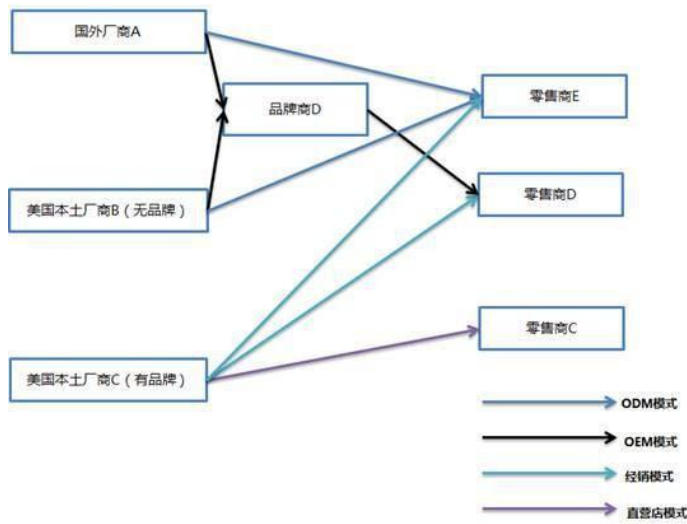 国外厂商A
品牌商D
零售商E
美国本土厂商B（无品牌）
零售商D
零售商C
美国本土厂商C（有品牌）
ODM模式
OEM模式
经销模式
直营店模式